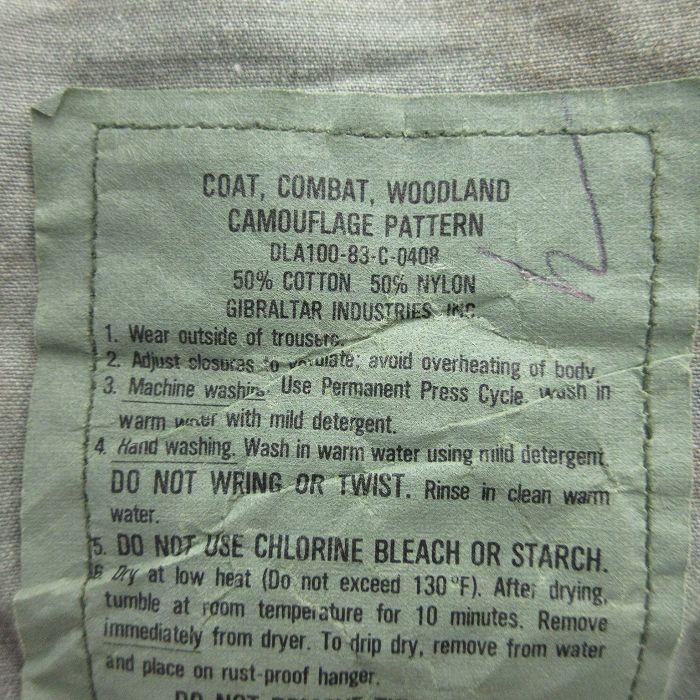 COAT, COMBAT, WOODLAND
CAMOUFLAGE PATTERN
DLA100-83-C-0408
50% COTTON 50% NYLON
GIBRALTAR INDUSTRIES, INC.
1. Wear outside of trousers.
2. Adjust closures to ventilate; avoid overheating of body
3. Machine washing. Use Permanent Press Cycle. Wash in
warm water with mild detergent.
4. Hand washing. Wash in warm water using mild detergent.
DO NOT WRING OR TWIST. Rinse in clean warm
water.
5. DO NOT USE CHLORINE BLEACH OR STARCH.
6. Dry at low heat (Do not exceed 130°F). After drying,
tumble at room temperature for 10 minutes. Remove
immediately from dryer. To drip dry, remove from water
and place on rust-proof hanger.
DO NOT